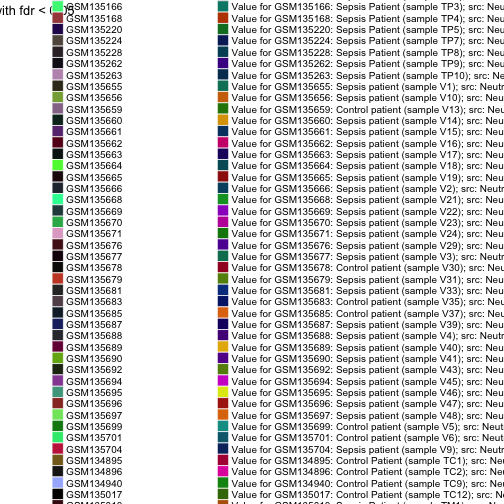 with fdr < 0
GSM135166 Value for GSM135166: Sepsis Patient (sample TP3); src: Neu
GSM135168 Value for GSM135168: Sepsis Patient (sample TP4); src: Neu
GSM135220 Value for GSM135220: Sepsis Patient (sample TP5); src: Neu
GSM135224 Value for GSM135224: Sepsis Patient (sample TP7); src: Neu
GSM135228 Value for GSM135228: Sepsis Patient (sample TP8); src: Neu
GSM135262 Value for GSM135262: Sepsis Patient (sample TP9); src: Neu
GSM135263 Value for GSM135263: Sepsis Patient (sample TP10); src: Ne
GSM135655 Value for GSM135655: Sepsis patient (sample V1); src: Neutr
GSM135656 Value for GSM135656: Sepsis patient (sample V10); src: Neu
GSM135659 Value for GSM135659: Control patient (sample V13); src: Neu
GSM135660 Value for GSM135660: Sepsis patient (sample V14); src: Neu
GSM135661 Value for GSM135661: Sepsis patient (sample V15); src: Neu
GSM135662 Value for GSM135662: Sepsis patient (sample V16); src: Neu
GSM135663 Value for GSM135663: Sepsis patient (sample V17); src: Neu
GSM135664 Value for GSM135664: Sepsis patient (sample V18); src: Neu
GSM135665 Value for GSM135665: Sepsis patient (sample V19); src: Neu
GSM135666 Value for GSM135666: Sepsis patient (sample V2); src: Neutr
GSM135668 Value for GSM135668: Sepsis patient (sample V21); src: Neu
GSM135669 Value for GSM135669: Sepsis patient (sample V22); src: Neu
GSM135670 Value for GSM135670: Sepsis patient (sample V23); src: Neu
GSM135671 Value for GSM135671: Sepsis patient (sample V24); src: Neu
GSM135676 Value for GSM135676: Sepsis patient (sample V29); src: Neu
GSM135677 Value for GSM135677: Sepsis patient (sample V3); src: Neutr
GSM135678 Value for GSM135678: Control patient (sample V30); src: Neu
GSM135679 Value for GSM135679: Sepsis patient (sample V31); src: Neu
GSM135681 Value for GSM135681: Sepsis patient (sample V33); src: Neu
GSM135683 Value for GSM135683: Control patient (sample V35); src: Neu
GSM135685 Value for GSM135685: Control patient (sample V37); src: Neu
GSM135687 Value for GSM135687: Sepsis patient (sample V39); src: Neu
GSM135688 Value for GSM135688: Sepsis patient (sample V4); src: Neutr
GSM135689 Value for GSM135689: Sepsis patient (sample V40); src: Neu
GSM135690 Value for GSM135690: Sepsis patient (sample V41); src: Neu
GSM135692 Value for GSM135692: Sepsis patient (sample V43); src: Neu
GSM135694 Value for GSM135694: Sepsis patient (sample V45); src: Neu
GSM135695 Value for GSM135695: Sepsis patient (sample V46); src: Neu
GSM135696 Value for GSM135696: Sepsis patient (sample V47); src: Neu
GSM135697 Value for GSM135697: Sepsis patient (sample V48); src: Neu
GSM135699 Value for GSM135699: Control patient (sample V5); src: Neut
GSM135701 Value for GSM135701: Control patient (sample V6); src: Neut
GSM135704 Value for GSM135704: Sepsis patient (sample V9); src: Neutr
GSM134895 Value for GSM134895: Control Patient (sample TC1); src: Neu
GSM134896 Value for GSM134896: Control Patient (sample TC2); src: Neu
GSM134940 Value for GSM134940: Control Patient (sample TC9); src: Neu
GSM135017 Value for GSM135017: Control Patient (sample TC12); src: Ne